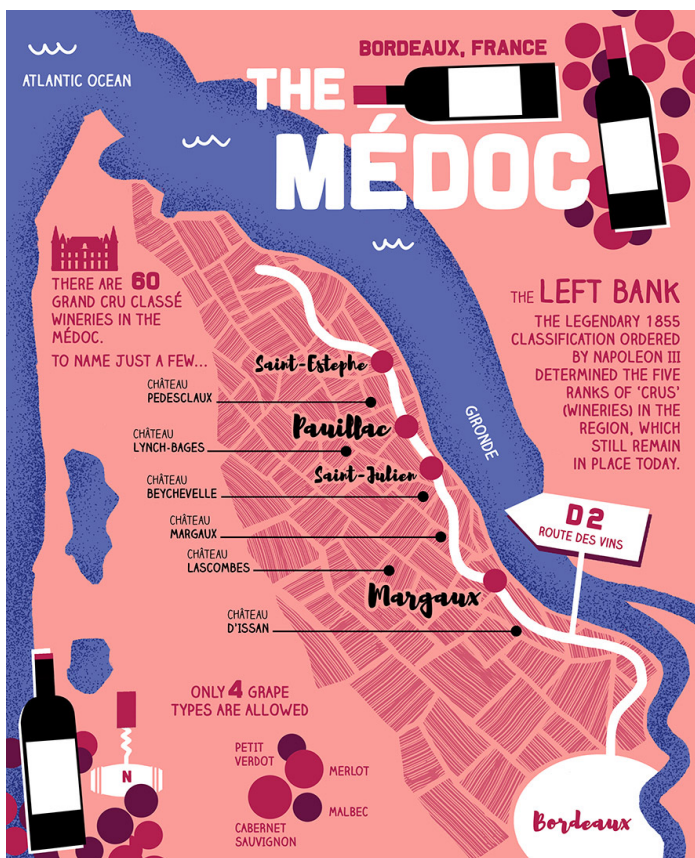 BORDEAUX, FRANCE
THE
MÉDOC
ATLANTIC OCEAN
THERE ARE 60
GRAND CRU CLASSÉ
WINERIES IN THE
MÉDOC.
TO NAME JUST A FEW...
THE LEFT BANK
THE LEGENDARY 1855
CLASSIFICATION ORDERED
BY NAPOLEON III
DETERMINED THE FIVE
RANKS OF 'CRUS'
(WINERIES) IN THE
REGION, WHICH
STILL REMAIN
IN PLACE TODAY.
Saint-Estephe
CHÂTEAU
PEDESCLAUX
Pauillac
CHÂTEAU
LYNCH-BAGES
Saint-Julien
CHÂTEAU
BEYCHEVELLE
CHÂTEAU
MARGAUX
CHÂTEAU
LASCOMBES
Margaux
CHÂTEAU
D'ISSAN
GIRONDE
D2
ROUTE DES VINS
ONLY 4 GRAPE
TYPES ARE ALLOWED
PETIT
VERDOT
MERLOT
MALBEC
CABERNET
SAUVIGNON
N
Bordeaux